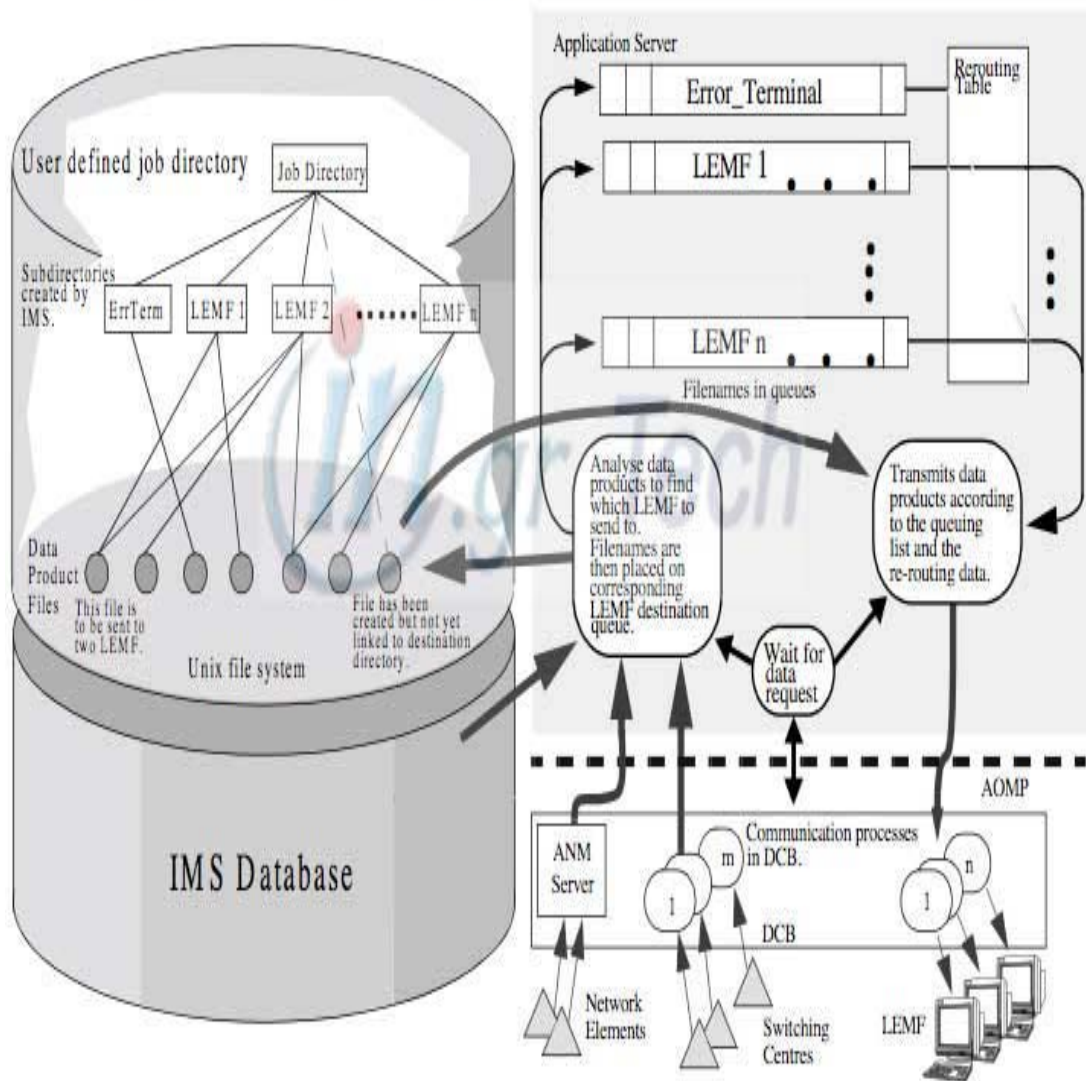 User defined job directory
Job Directory
Subdirectories
created by
IMS.
ErrTerm
LEMF 1
LEMF 2
LEMF n
Data
Product
Files
This file is
to be sent to
two LEMF.
File has been
created but not yet
linked to destination
directory.
Unix file system
IMS Database
Application Server
Error_Terminal
Rerouting
Table
LEMF 1
LEMF n
Filenames in queues
Analyse data
products to find
which LEMF to
send to.
Filenames are
then placed on
corresponding
LEMF destination
queue.
Transmits data
products according
to the queuing
list and the
re-routing data.
Wait for
data
request
AOMP
ANM
Server
Communication processes
in DCB.
1
m
DCB
1
n
Network
Elements
Switching
Centres
LEMF
in.gr Tech